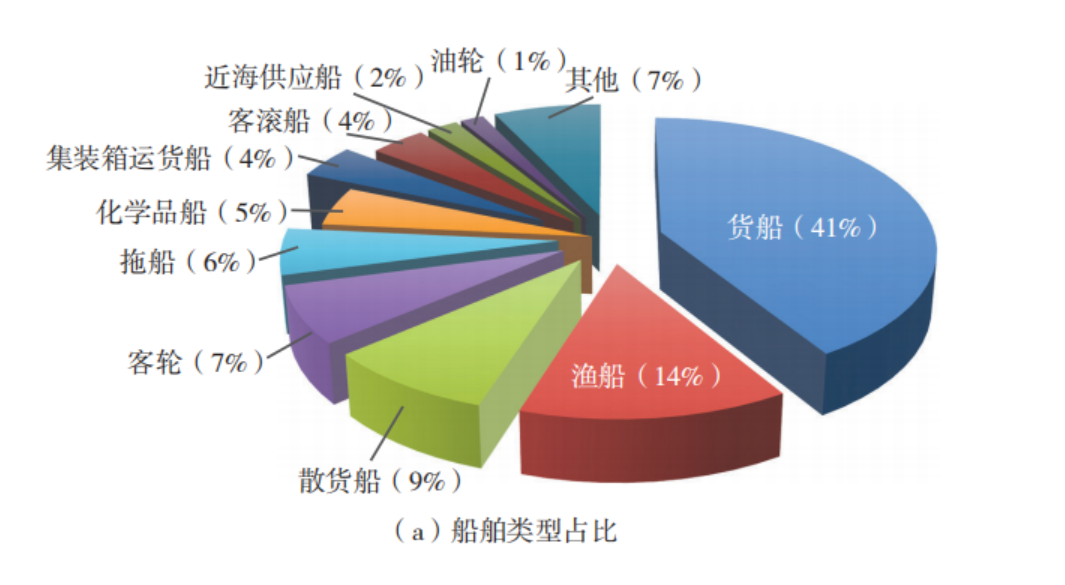 油轮（1%）
近海供应船（2%）
其他（7%）
客滚船（4%）
集装箱运货船（4%）
化学品船（5%）
货船（41%）
拖船（6%）
客轮（7%）
渔船（14%）
散货船（9%）
（a）船舶类型占比